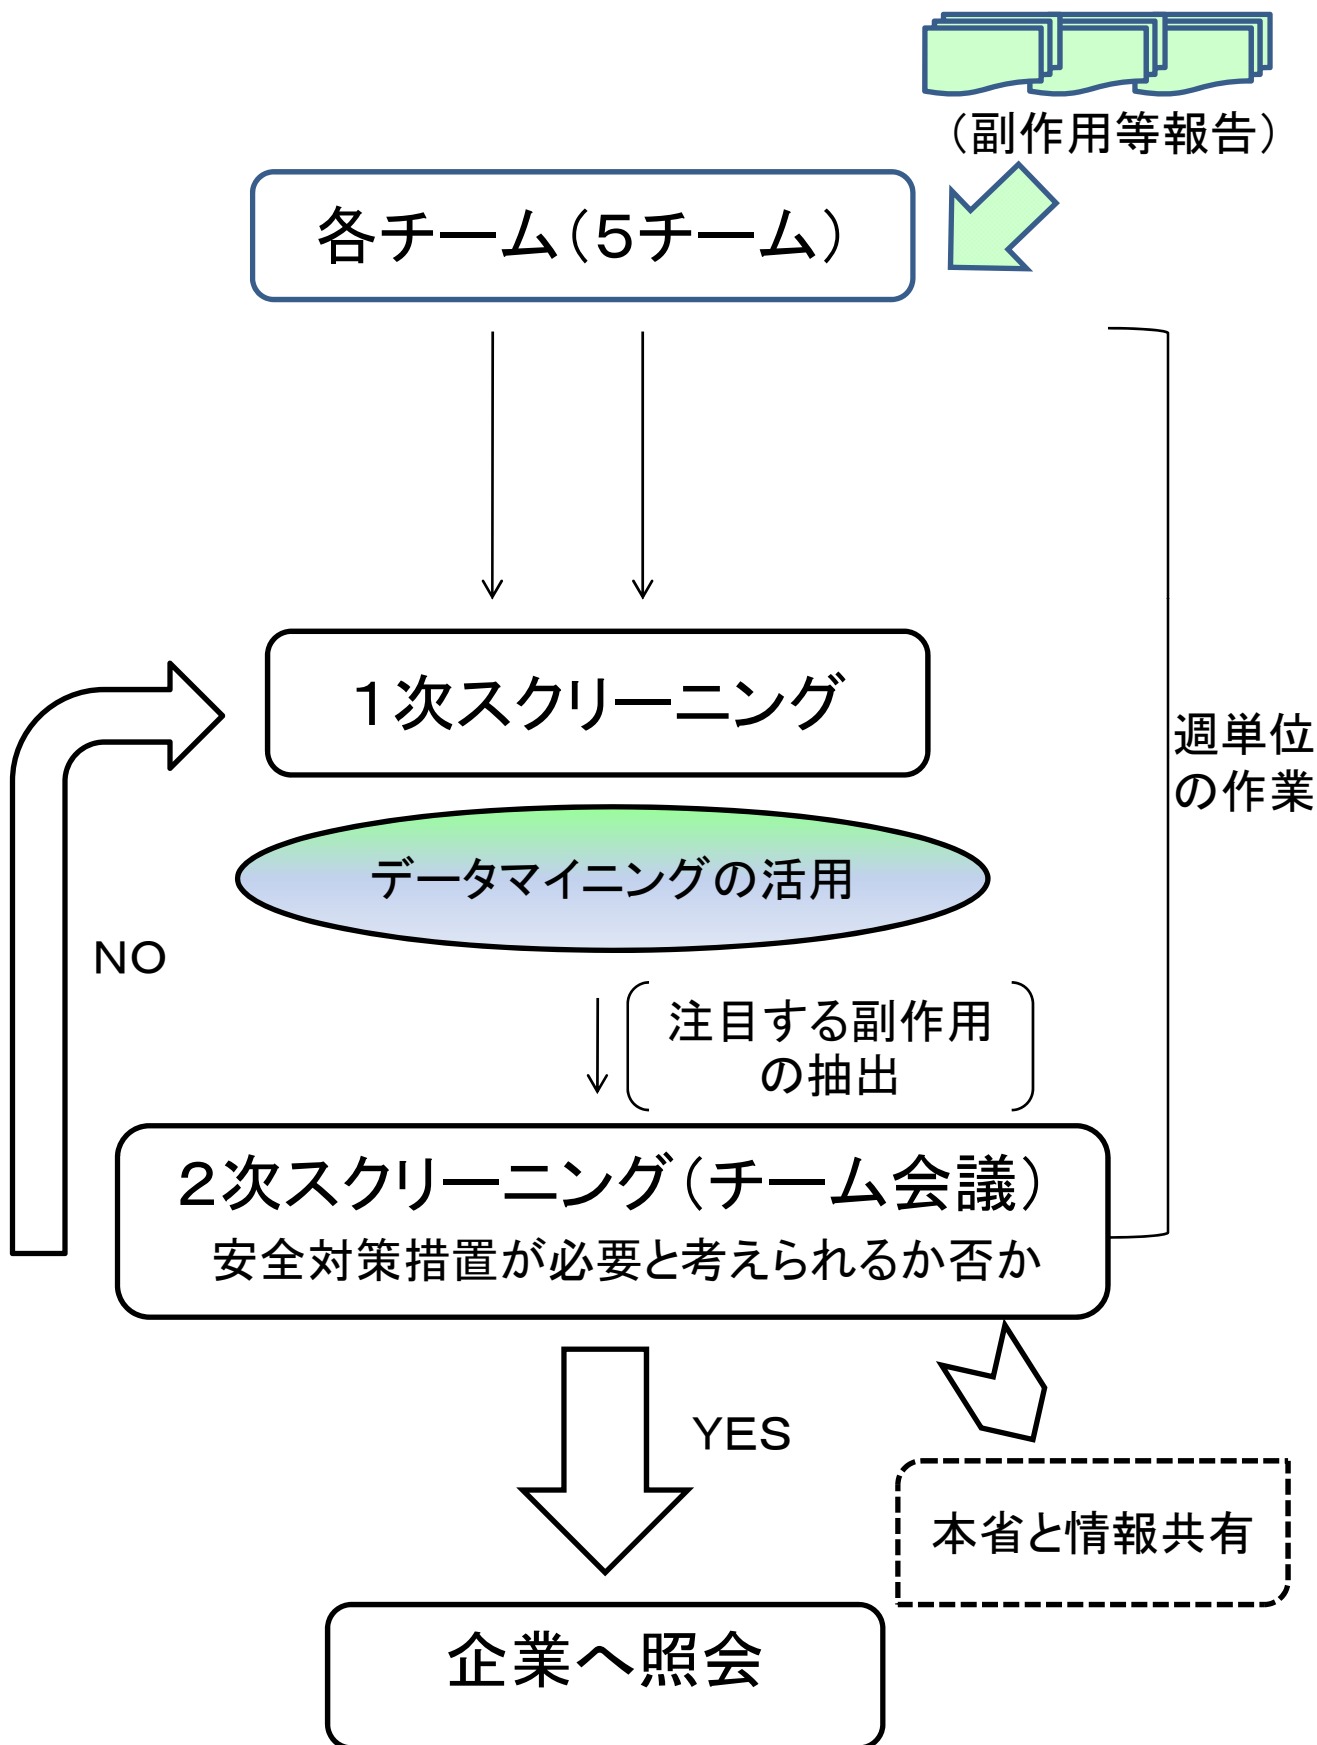 （副作用等報告）
各チーム（５チーム）
１次スクリーニング
週単位
の作業
データマイニングの活用
NO
注目する副作用
の抽出
２次スクリーニング（チーム会議）
安全対策措置が必要と考えられるか否か
YES
本省と情報共有
企業へ照会